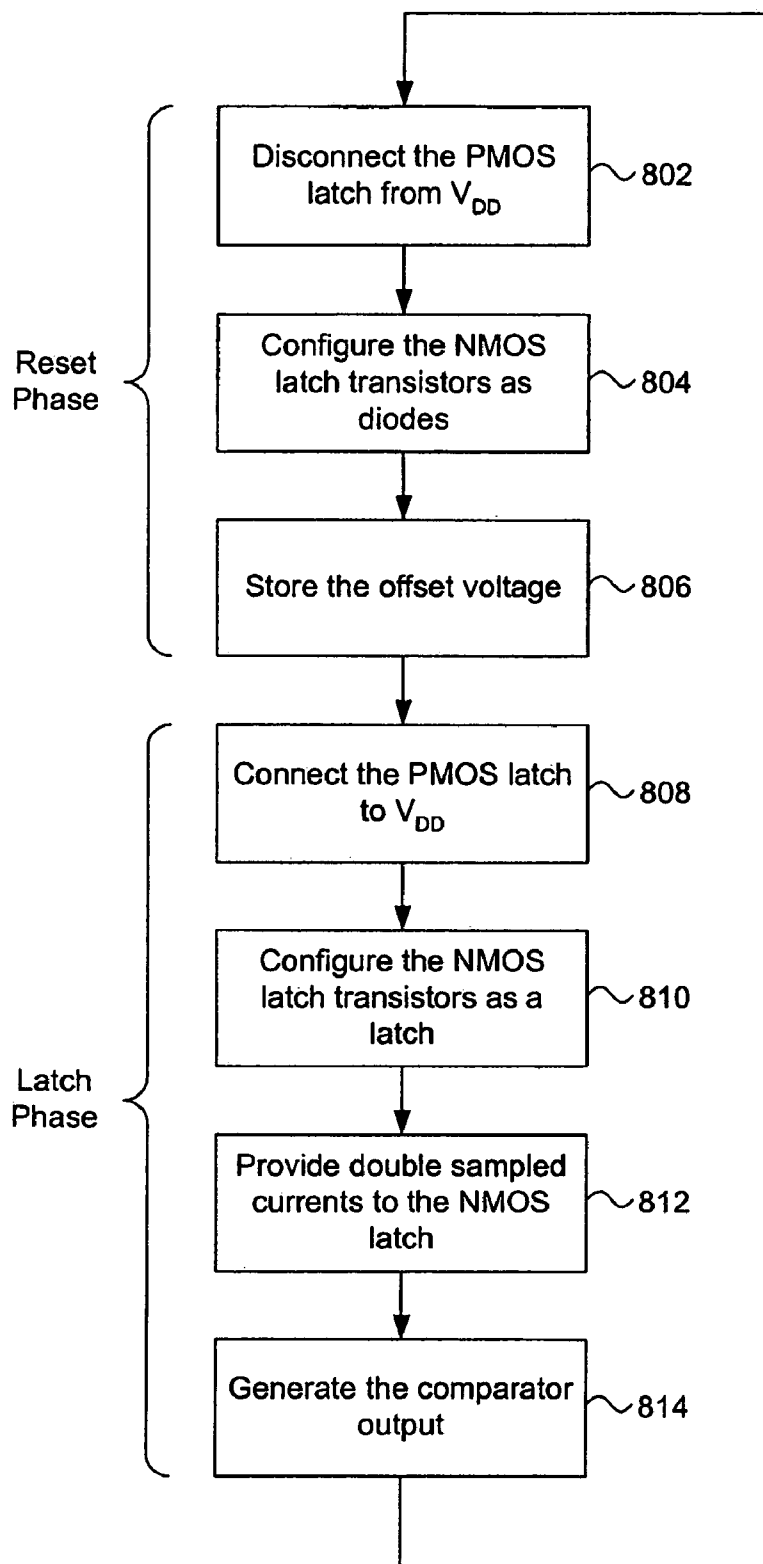 Reset
Phase
Disconnect the PMOS
latch from VDD
802
Configure the NMOS
latch transistors as
diodes
804
Store the offset voltage
806
Latch
Phase
Connect the PMOS latch
to VDD
808
Configure the NMOS
latch transistors as a
latch
810
Provide double sampled
currents to the NMOS
latch
812
Generate the comparator
output
814